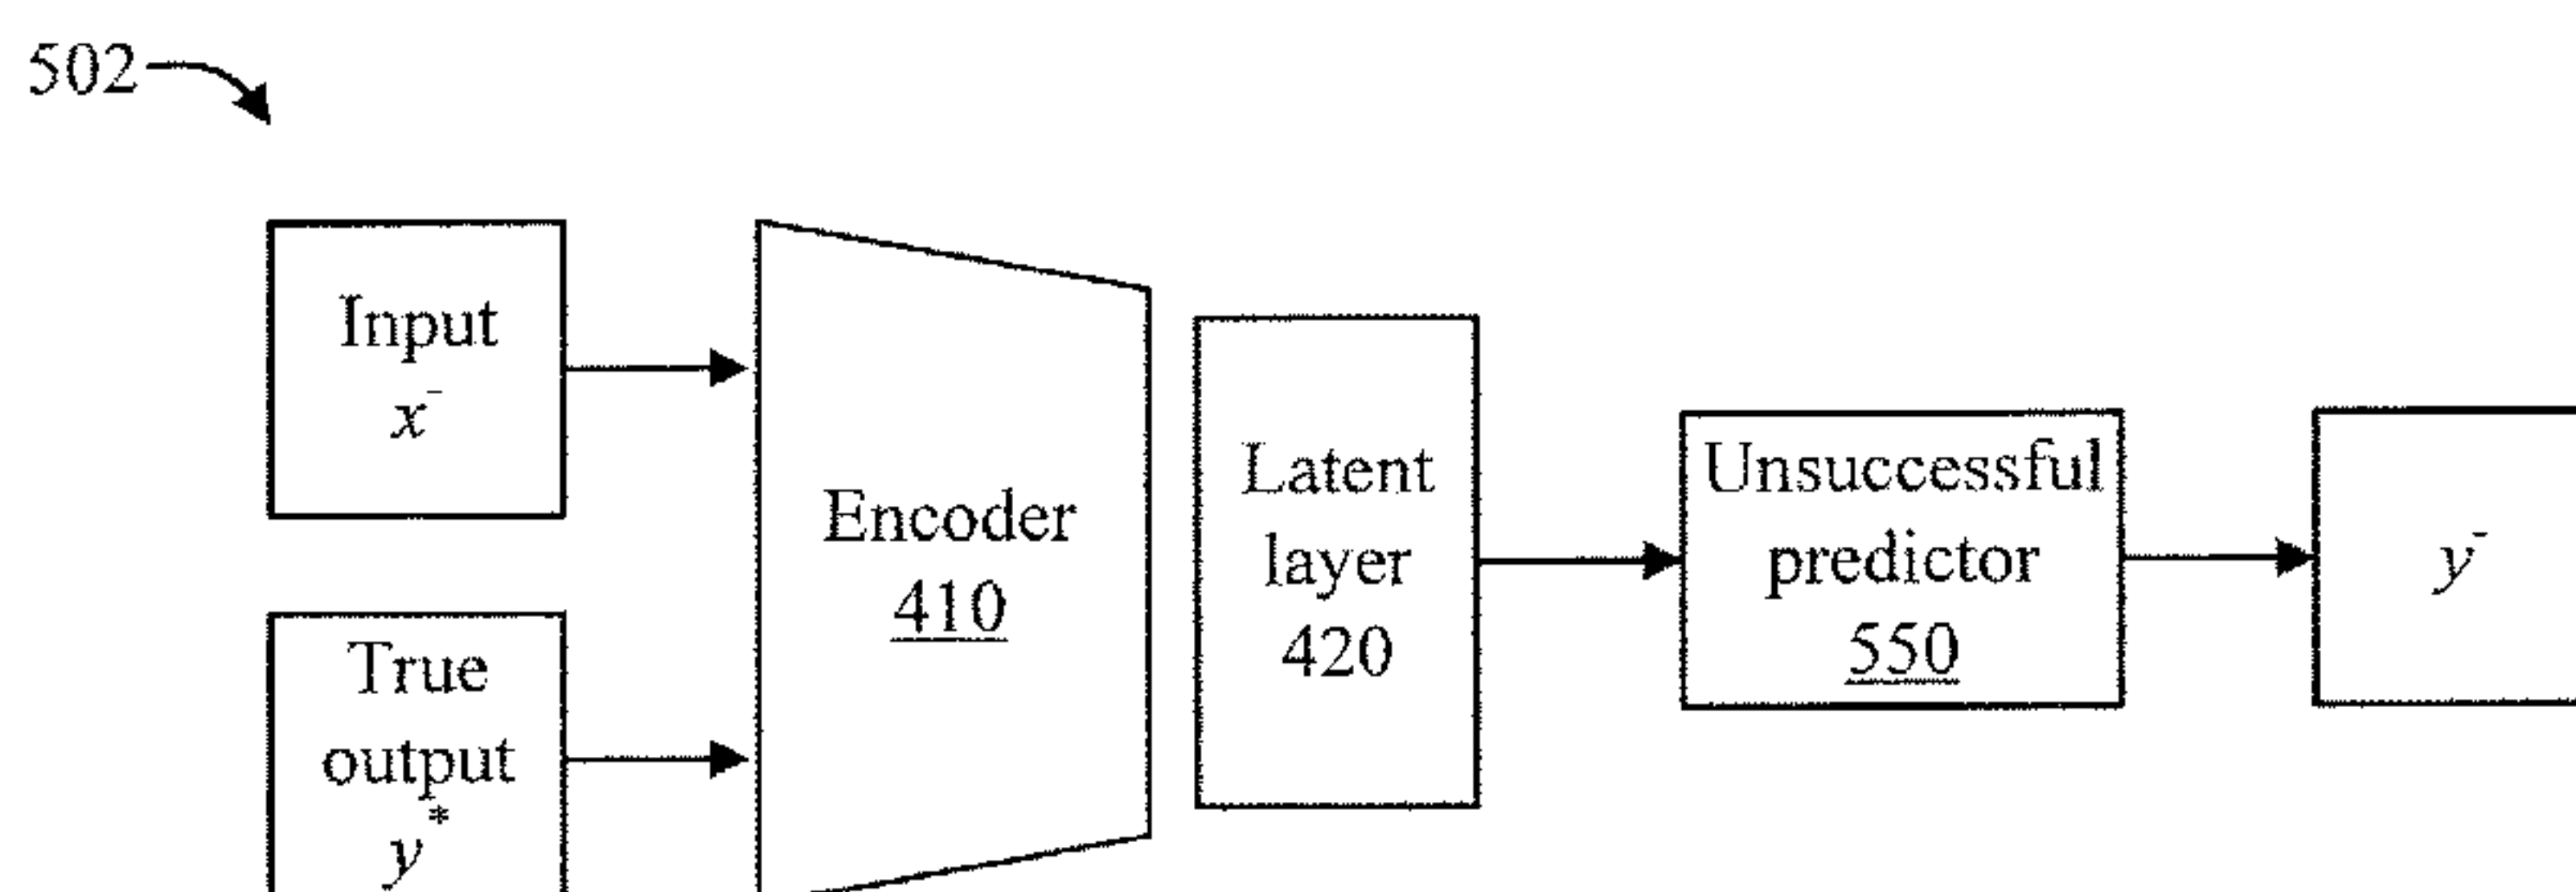 502
Input
x⁻
True
output
y*
Encoder
410
Latent
layer
420
Unsuccessful
predictor
550
y⁻